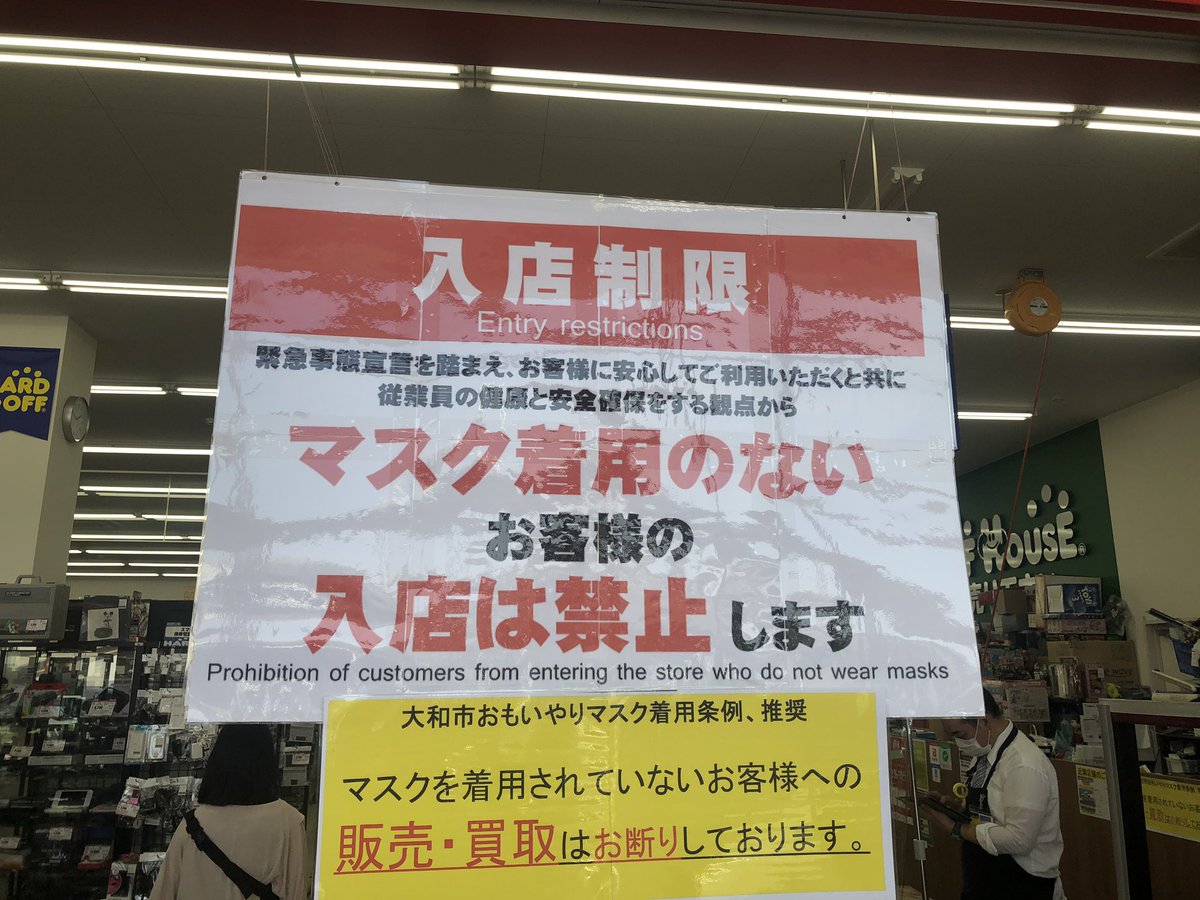 入店制限
Entry restrictions
緊急事態宣言を踏まえ、お客様に安心してご利用いただくと共に
従業員の健康と安全確保をする観点から
マスク着用のない
お客様の
入店は禁止します
Prohibition of customers from entering the store who do not wear masks
大和市おもいやりマスク着用条例、推奨
マスクを着用されていないお客様への
販売・買取はお断りしております。
ARD
OFF
HOUSE